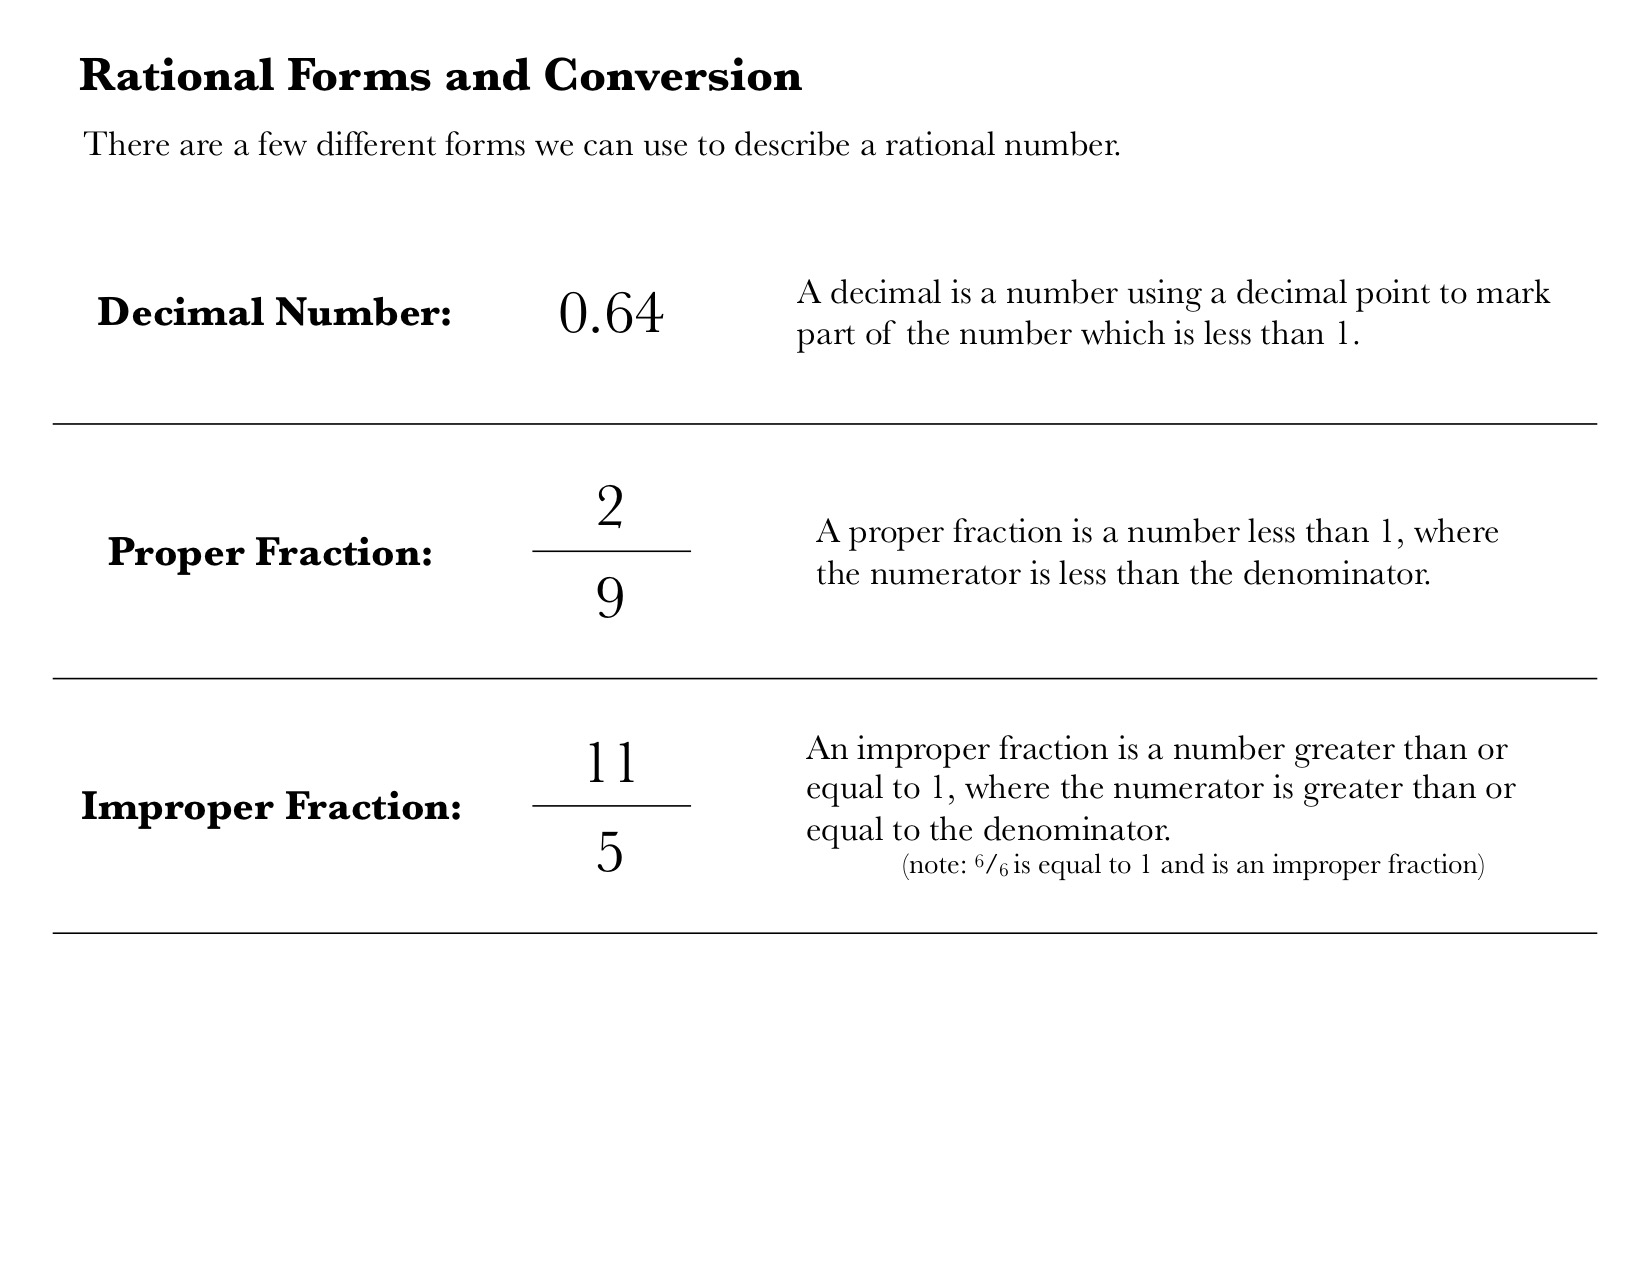 Rational Forms and Conversion
There are a few different forms we can use to describe a rational number.
Decimal Number:
0.64
A decimal is a number using a decimal point to mark
part of the number which is less than 1.
Proper Fraction:
2
9
A proper fraction is a number less than 1, where
the numerator is less than the denominator.
Improper Fraction:
11
5
An improper fraction is a number greater than or
equal to 1, where the numerator is greater than or
equal to the denominator.
(note: 6/6 is equal to 1 and is an improper fraction)